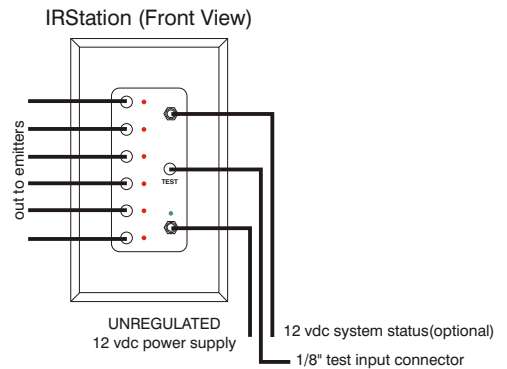 IRStation (Front View)
out to emitters
TEST
UNREGULATED
12 vdc power supply
12 vdc system status(optional)
1/8" test input connector